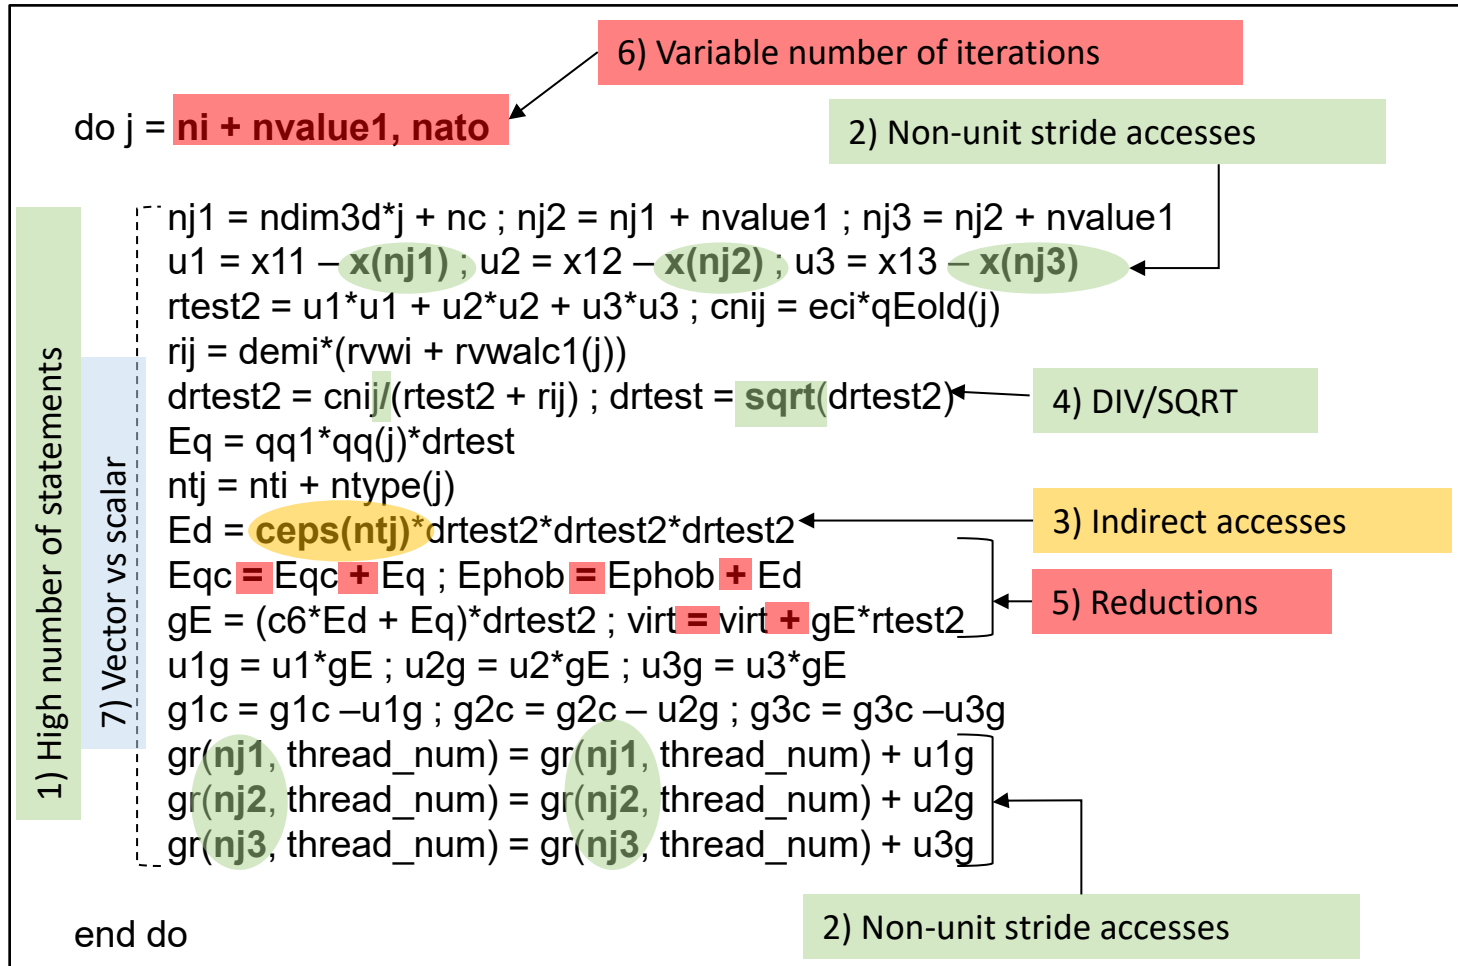 6) Variable number of iterations
do j = ni + nvalue1, nato
2) Non-unit stride accesses
nj1 = ndim3d*j + nc ; nj2 = nj1 + nvalue1 ; nj3 = nj2 + nvalue1
u1 = x11 – x(nj1) ; u2 = x12 – x(nj2) ; u3 = x13 – x(nj3)
rtest2 = u1*u1 + u2*u2 + u3*u3 ; cnij = eci*qEold(j)
rij = demi*(rvwi + rvwalc1(j))
drtest2 = cnij/(rtest2 + rij) ; drtest = sqrt(drtest2)
4) DIV/SQRT
Eq = qq1*qq(j)*drtest
ntj = nti + ntype(j)
Ed = ceps(ntj)*drtest2*drtest2*drtest2
3) Indirect accesses
Eqc = Eqc + Eq ; Ephob = Ephob + Ed
gE = (c6*Ed + Eq)*drtest2 ; virt = virt + gE*rtest2
5) Reductions
u1g = u1*gE ; u2g = u2*gE ; u3g = u3*gE
g1c = g1c –u1g ; g2c = g2c – u2g ; g3c = g3c –u3g
gr(nj1, thread_num) = gr(nj1, thread_num) + u1g
gr(nj2, thread_num) = gr(nj2, thread_num) + u2g
gr(nj3, thread_num) = gr(nj3, thread_num) + u3g
1) High number of statements
7) Vector vs scalar
2) Non-unit stride accesses
end do